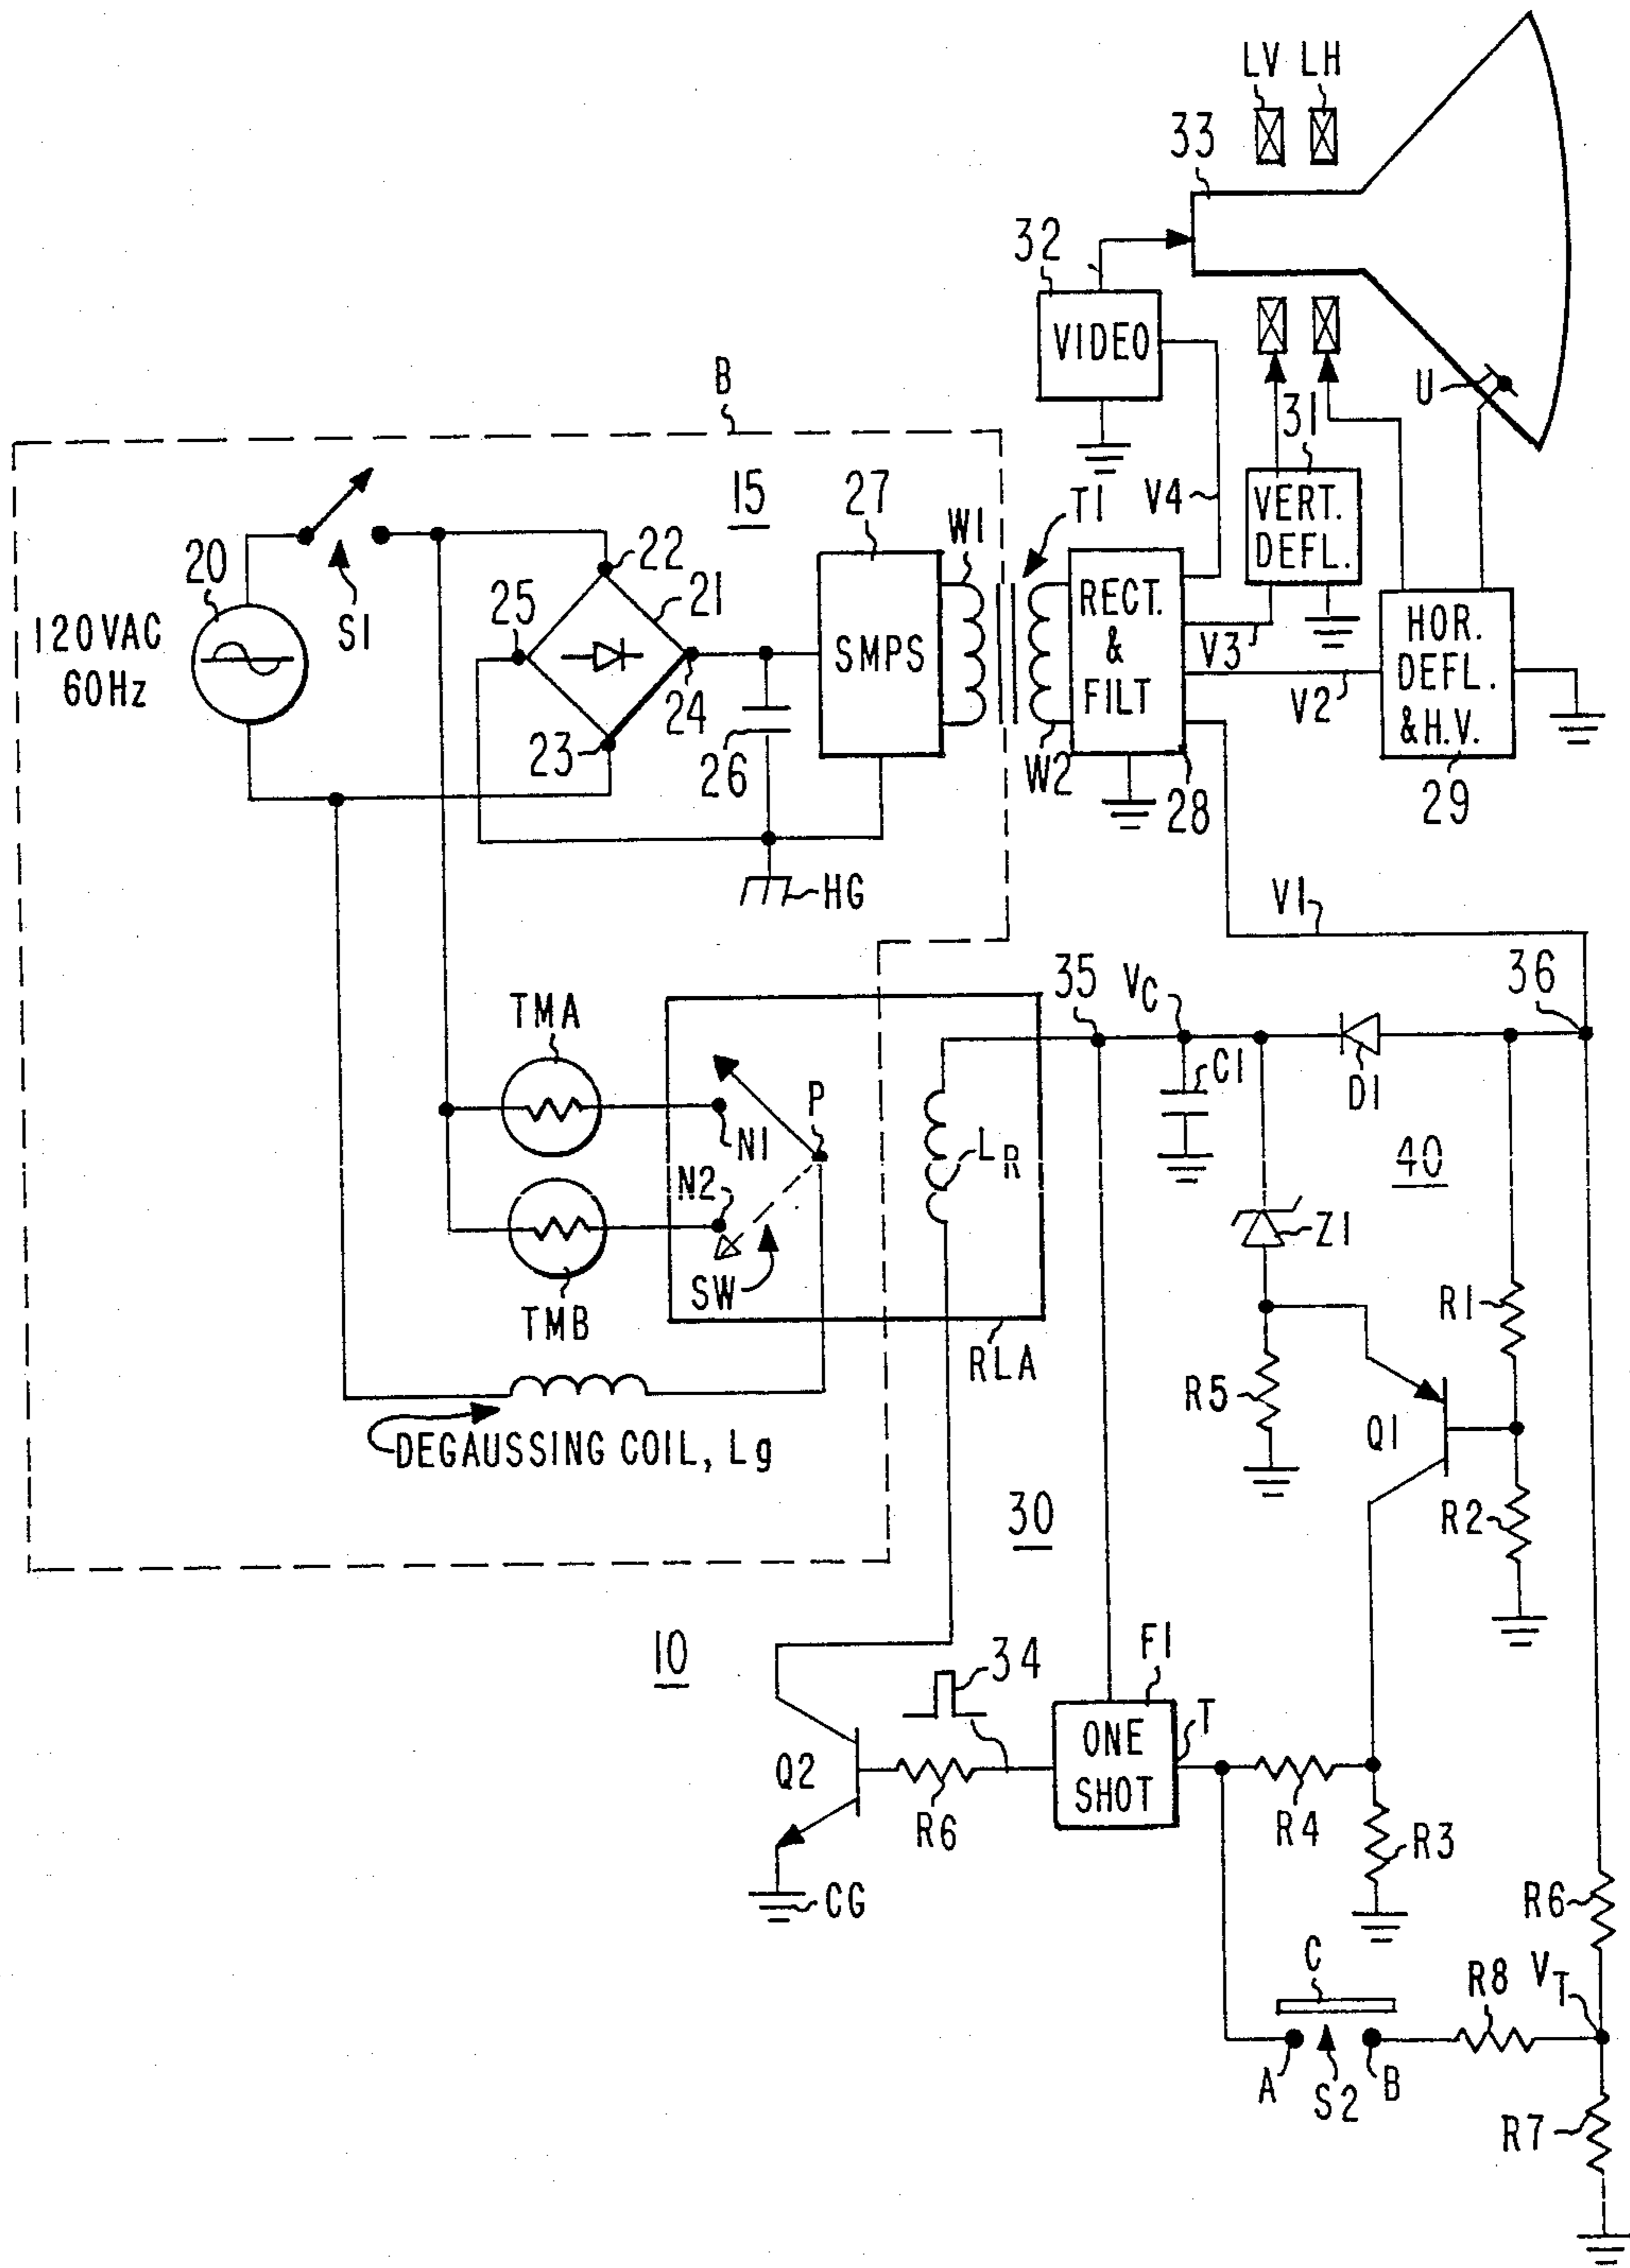 LV LH
33
32
VIDEO
U
B
31
15
27
V4
VERT.
DEFL.
W1
T1
20
S1
22
21
25
120VAC
60Hz
SMPS
RECT.
&
FILT
V3
HOR.
DEFL.
& H.V.
V2
24
23
26
W2
28
29
HG
V1
35
VC
36
TMA
P
C1
D1
N1
40
LR
N2
Z1
SW
TMB
R1
RLA
R5
DEGAUSSING COIL, Lg
Q1
30
R2
10
34
F1
T
ONE
SHOT
Q2
R6
R4
R3
CG
R6
C
R8
VT
A
S2
B
R7